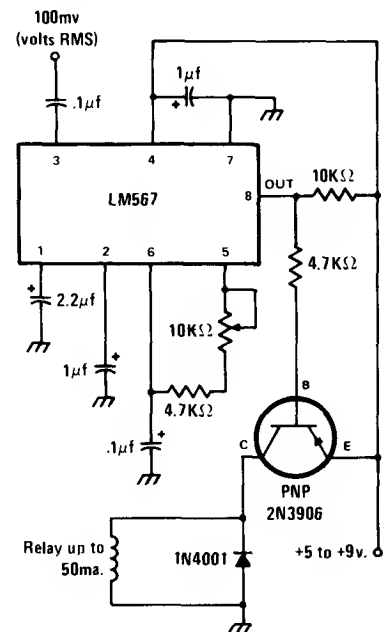 100mv
(volts RMS)
1µf
+
.1µf
3
4
7
LM567
8
OUT
10KΩ
1
2
6
5
4.7KΩ
+
2.2µf
10KΩ
+
1µf
4.7KΩ
B
+
.1µf
C
E
PNP
2N3906
Relay up to
50ma.
1N4001
+5 to +9v.